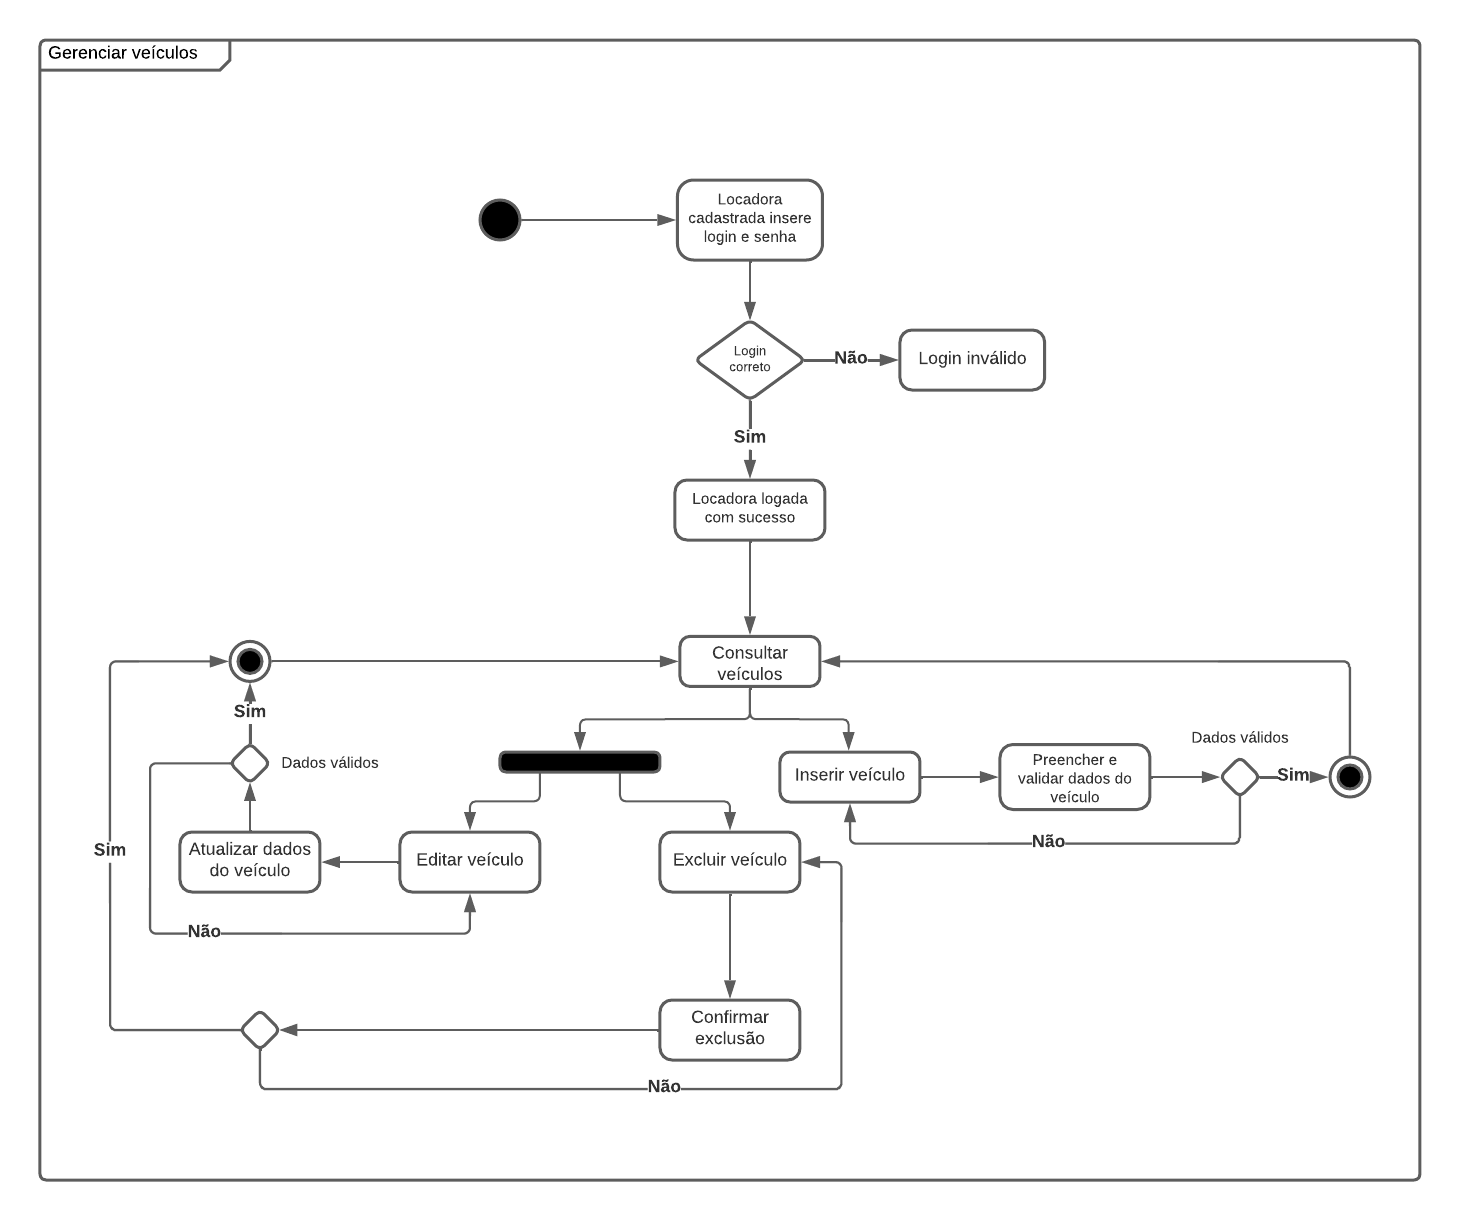 Gerenciar veículos
Locadora
cadastrada insere
login e senha
Login
correto
Não
Login inválido
Sim
Locadora logada
com sucesso
Consultar
veículos
Sim
Dados válidos
Dados válidos
Inserir veículo
Preencher e
validar dados do
veículo
Sim
Não
Sim
Atualizar dados
do veículo
Editar veículo
Excluir veículo
Não
Confirmar
exclusão
Não